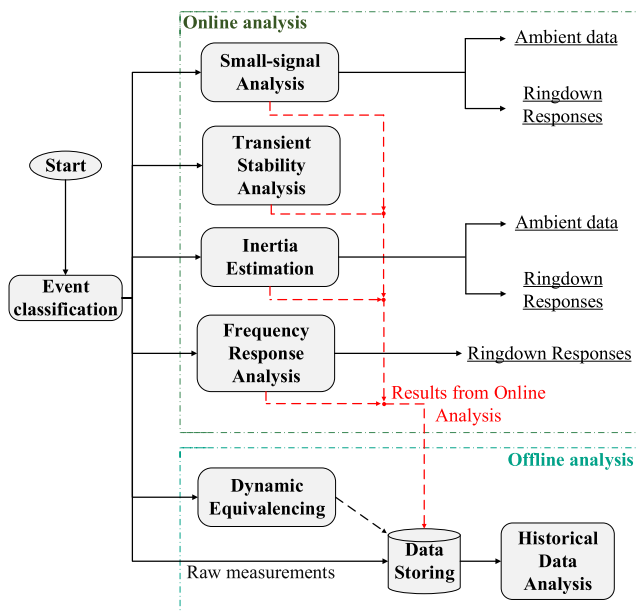 Online analysis
Small-signal
Analysis
Ambient data
Ringdown
Responses
Transient
Stability
Analysis
Start
Inertia
Estimation
Ambient data
Ringdown
Responses
Event
classification
Frequency
Response
Analysis
Ringdown Responses
Results from Online
Analysis
Offline analysis
Dynamic
Equivalencing
Data
Storing
Historical
Data
Analysis
Raw measurements